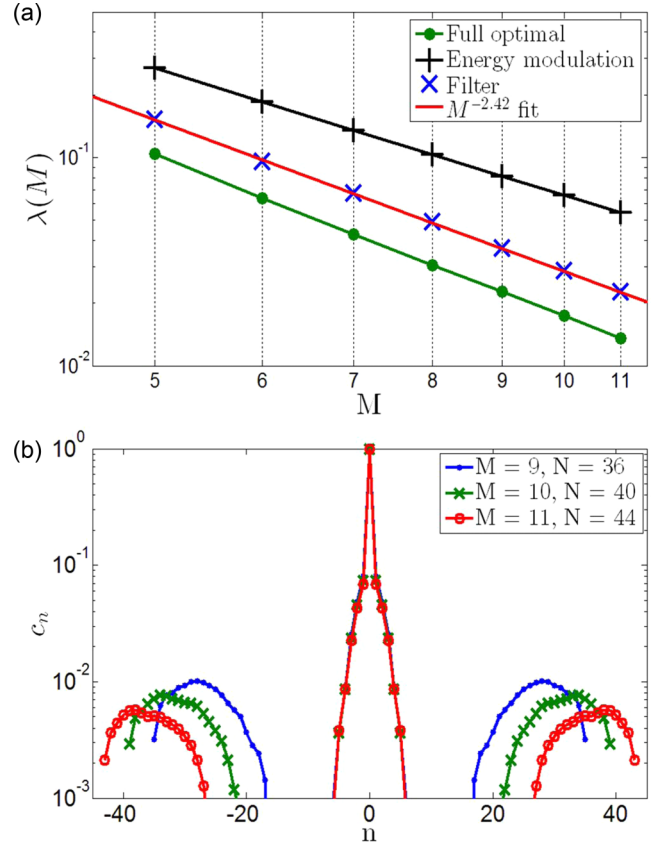 (a)
Full optimal
Energy modulation
Filter
M^{-2.42} fit
10^{-1}
10^{-2}
λ(M)
5 6 7 8 9 10 11
M
(b)
M = 9, N = 36
M = 10, N = 40
M = 11, N = 44
10^0
10^{-1}
10^{-2}
10^{-3}
c_n
-40 -20 0 20 40
n